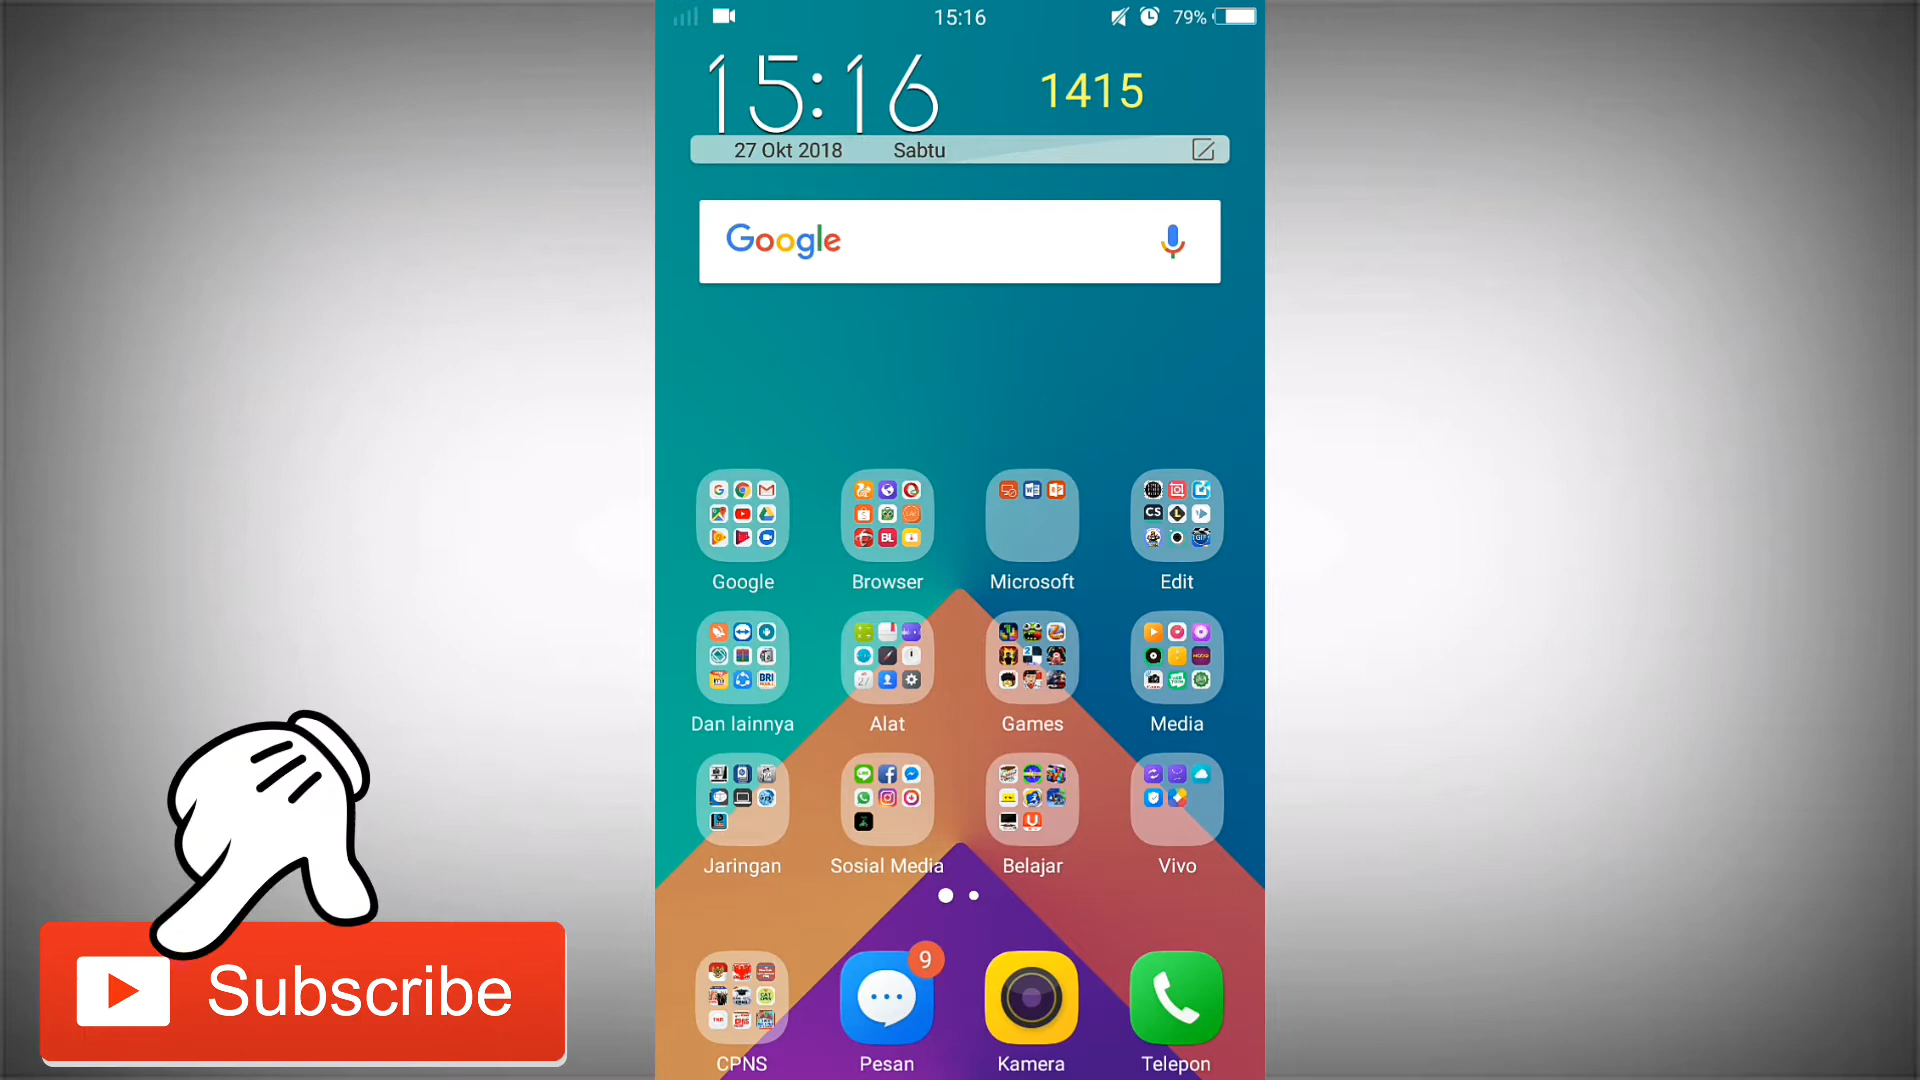 15:16
79%
15:16
1415
27 Okt 2018 Sabtu
Google
Google Browser Microsoft Edit
Dan lainnya Alat Games Media
Jaringan Sosial Media Belajar Vivo
9
CPNS Pesan Kamera Telepon
Subscribe